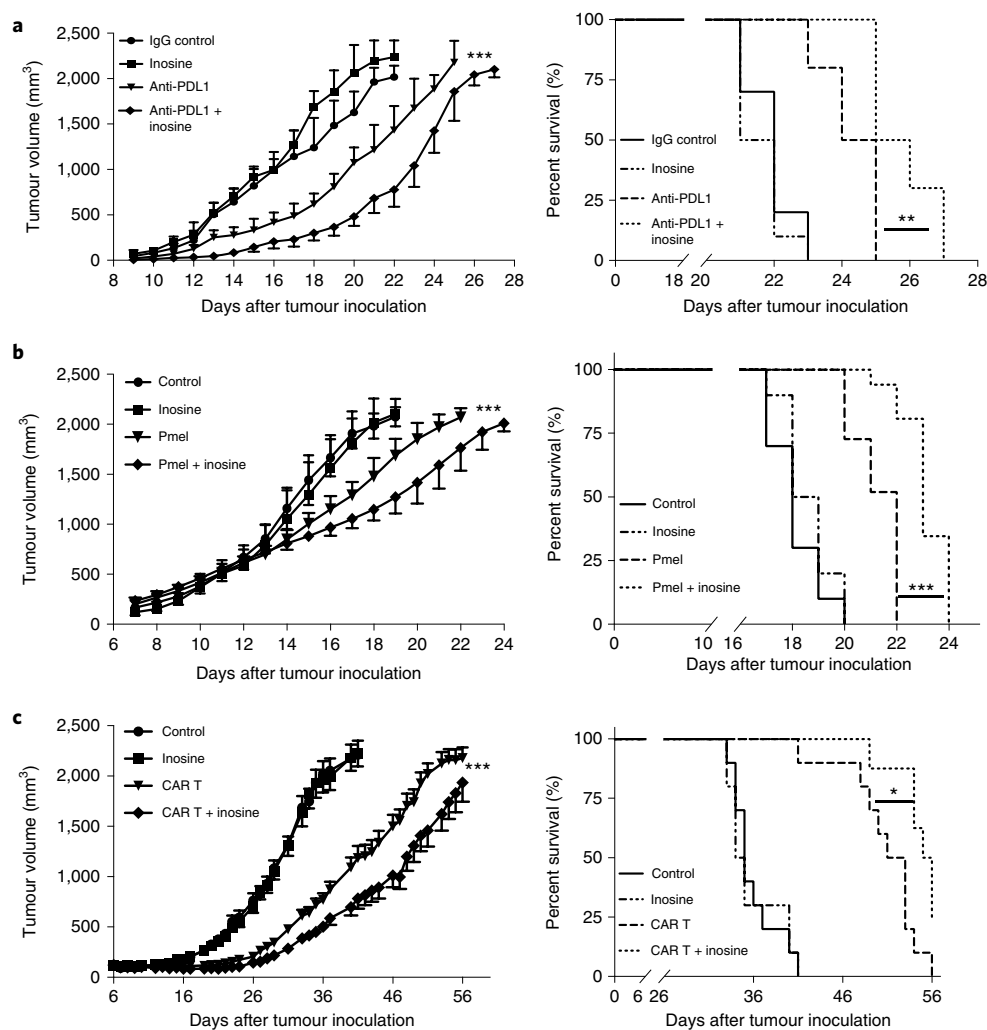 a
2,500
2,000
1,500
1,000
500
0
Tumour volume (mm³)
IgG control
Inosine
Anti-PDL1
Anti-PDL1 +
inosine
***
8 10 12 14 16 18 20 22 24 26 28
Days after tumour inoculation
100
75
50
25
0
Percent survival (%)
IgG control
Inosine
Anti-PDL1
Anti-PDL1 +
inosine
**
0 18 20 22 24 26 28
Days after tumour inoculation
b
2,500
2,000
1,500
1,000
500
0
Tumour volume (mm³)
Control
Inosine
Pmel
Pmel + inosine
***
6 8 10 12 14 16 18 20 22 24
Days after tumour inoculation
100
75
50
25
0
Percent survival (%)
Control
Inosine
Pmel
Pmel + inosine
***
0 10 16 18 20 22 24
Days after tumour inoculation
c
2,500
2,000
1,500
1,000
500
0
Tumour volume (mm³)
Control
Inosine
CAR T
CAR T + inosine
***
6 16 26 36 46 56
Days after tumour inoculation
100
75
50
25
0
Percent survival (%)
Control
Inosine
CAR T
CAR T + inosine
*
0 6 26 36 46 56
Days after tumour inoculation